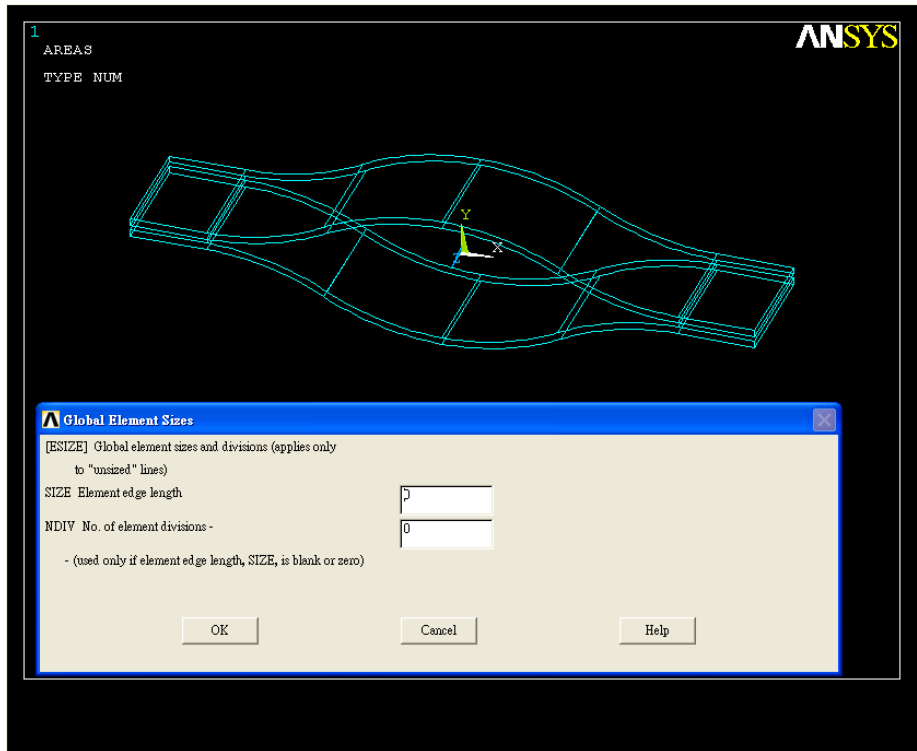 1
AREAS
TYPE NUM
ANSYS
Y
X
Z
Global Element Sizes
[ESIZE] Global element sizes and divisions (applies only
to "unsized" lines)
SIZE Element edge length
NDIV No. of element divisions -
0
- (used only if element edge length, SIZE, is blank or zero)
OK Cancel Help